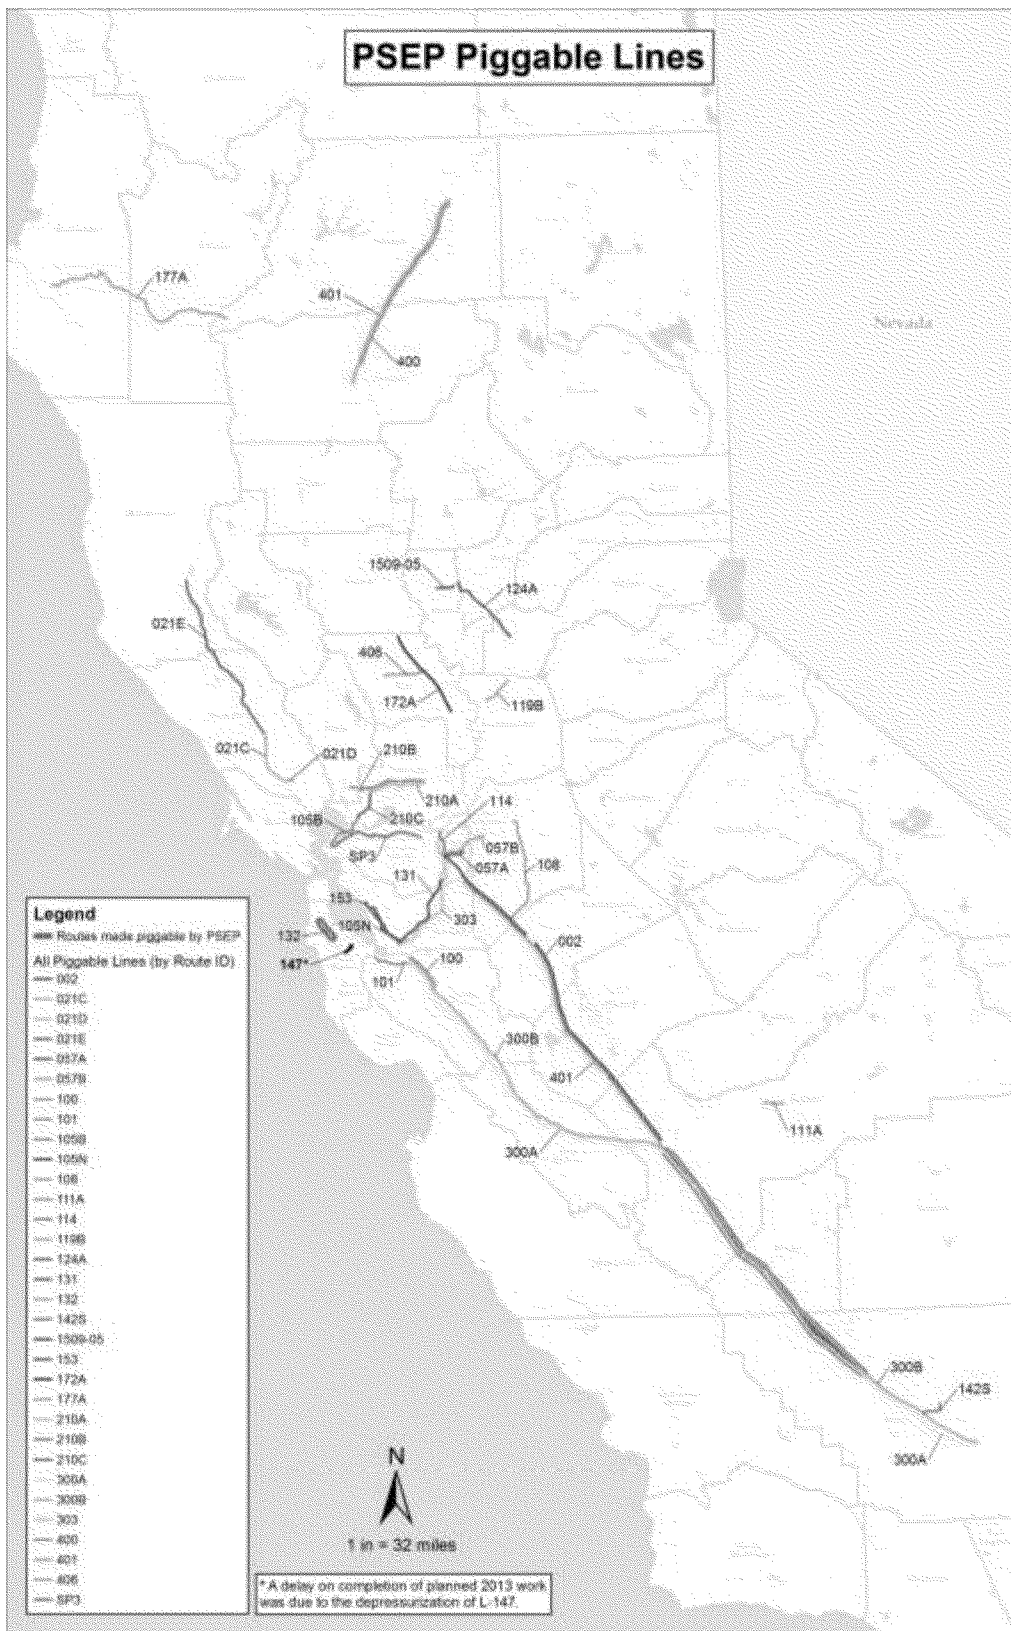 PSEP Piggable Lines
Nevada
177A
401
400
1509-05
124A
021E
406
172A
119B
021C
021D
210B
210A
114
105B
210C
057B
SP3
057A
108
131
153
303
105N
132
002
147*
100
101
300B
401
111A
300A
300B
142S
300A
Legend
Routes made piggable by PSEP
All Piggable Lines (by Route ID)
002
021C
021D
021E
057A
057B
100
101
105B
105N
108
111A
114
119B
124A
131
132
142S
1509-05
153
172A
177A
210A
210B
210C
300A
300B
303
400
401
406
SP3
N
1 in = 32 miles
* A delay on completion of planned 2013 work
was due to the depressurization of L-147.